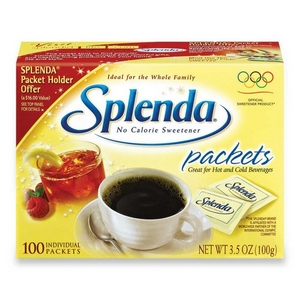 SPLENDA®
Packet Holder
Offer
(a $16.00 Value)
SEE TOP PANEL
FOR DETAILS
Ideal for the Whole Family
Splenda®
No Calorie Sweetener
OFFICIAL
SWEETENER PRODUCT™
packets
Great for Hot and Cold Beverages
Splenda
Splenda
100 INDIVIDUAL
PACKETS
NET WT 3.5 OZ (100g)